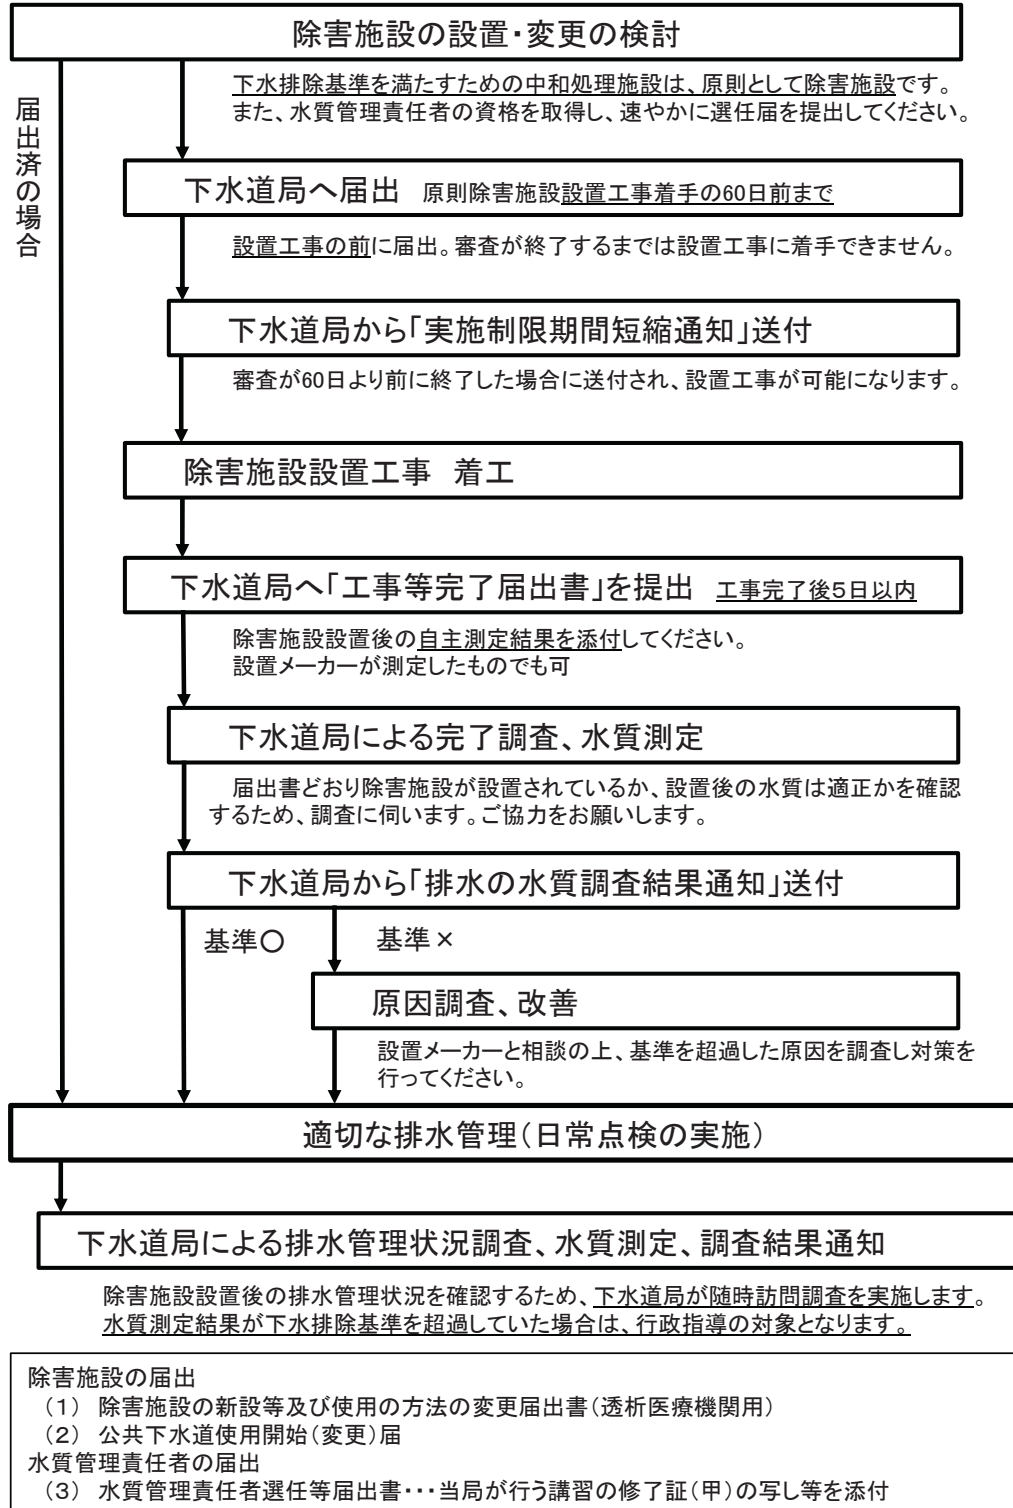 除害施設の設置・変更の検討
下水排除基準を満たすための中和処理施設は、原則として除害施設です。
また、水質管理責任者の資格を取得し、速やかに選任届を提出してください。
届出済の場合
下水道局へ届出　原則除害施設設置工事着手の60日前まで
設置工事の前に届出。審査が終了するまでは設置工事に着手できません。
下水道局から「実施制限期間短縮通知」送付
審査が60日より前に終了した場合に送付され、設置工事が可能になります。
除害施設設置工事　着工
下水道局へ「工事等完了届出書」を提出　工事完了後5日以内
除害施設設置後の自主測定結果を添付してください。
設置メーカーが測定したものでも可
下水道局による完了調査、水質測定
届出書どおり除害施設が設置されているか、設置後の水質は適正かを確認
するため、調査に伺います。ご協力をお願いします。
下水道局から「排水の水質調査結果通知」送付
基準〇　基準×
原因調査、改善
設置メーカーと相談の上、基準を超過した原因を調査し対策を
行ってください。
適切な排水管理(日常点検の実施)
下水道局による排水管理状況調査、水質測定、調査結果通知
除害施設設置後の排水管理状況を確認するため、下水道局が随時訪問調査を実施します。
水質測定結果が下水排除基準を超過していた場合は、行政指導の対象となります。
除害施設の届出
(1) 除害施設の新設等及び使用の方法の変更届出書(透析医療機関用)
(2) 公共下水道使用開始(変更)届
水質管理責任者の届出
(3) 水質管理責任者選任等届出書・・・当局が行う講習の修了証(甲)の写し等を添付